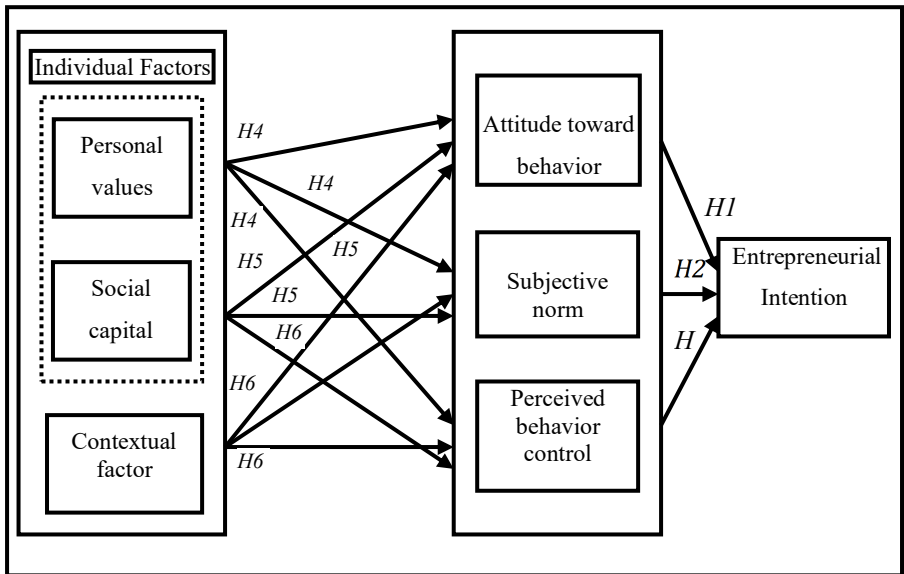 Individual Factors
Personal
values
Social
capital
Contextual
factor
H4
H4
H4
H5
H5
H5
H6
H6
H6
Attitude toward
behavior
Subjective
norm
Perceived
behavior
control
H1
H2
H
Entrepreneurial
Intention